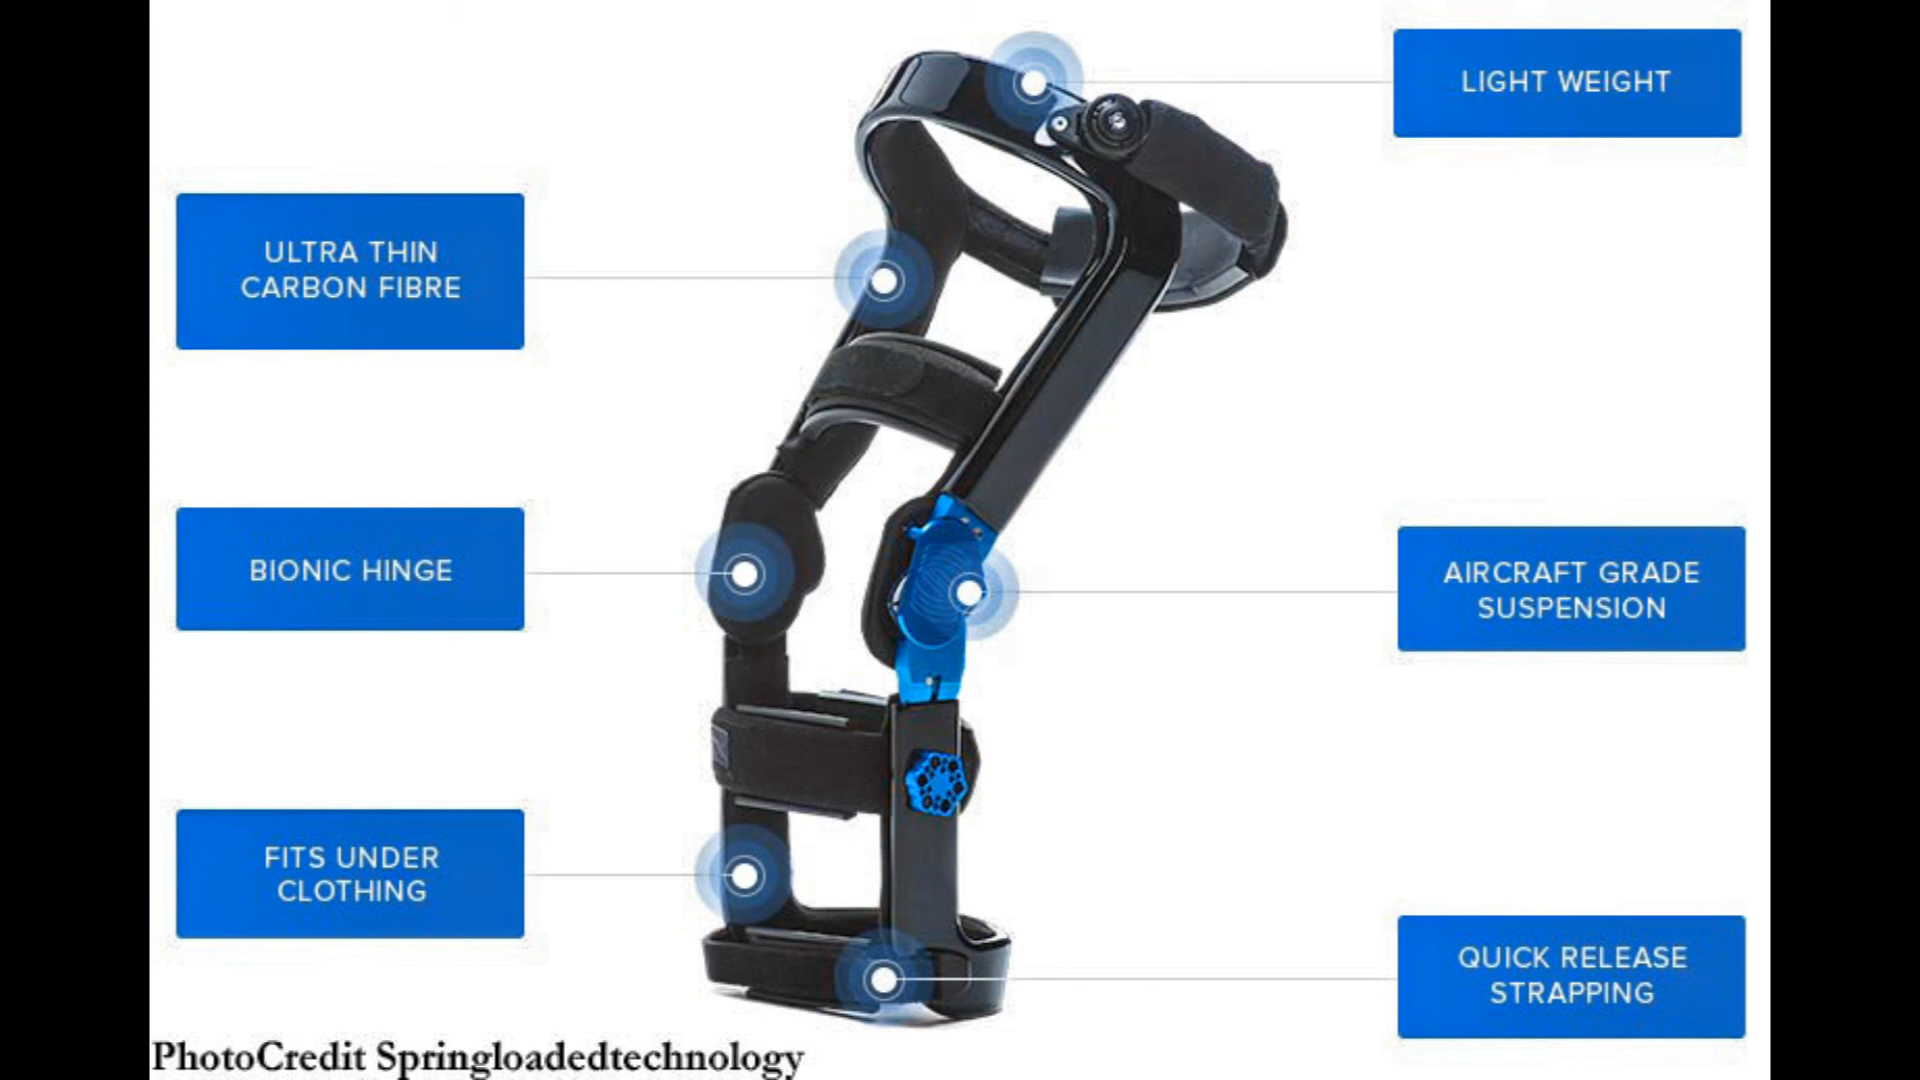 LIGHT WEIGHT
ULTRA THIN
CARBON FIBRE
BIONIC HINGE
AIRCRAFT GRADE
SUSPENSION
FITS UNDER
CLOTHING
QUICK RELEASE
STRAPPING
PhotoCredit Springloadedtechnology